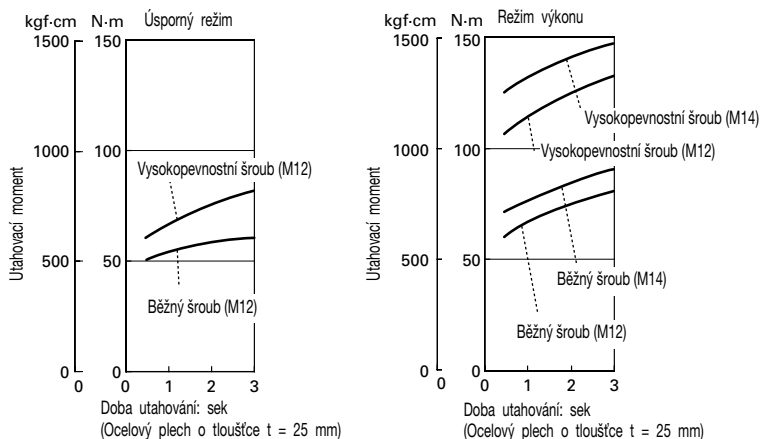 Úsporný režim
kgf·cm N·m
1500 150
1000 100
500 50
0 0
0 0 1 2 3
Utahovací moment
Vysokopevnostní šroub (M12)
Běžný šroub (M12)
Doba utahování: sek
(Ocelový plech o tloušťce t = 25 mm)
Režim výkonu
kgf·cm N·m
1500 150
1000 100
500 50
0 0
0 0 1 2 3
Utahovací moment
Vysokopevnostní šroub (M14)
Vysokopevnostní šroub (M12)
Běžný šroub (M14)
Běžný šroub (M12)
Doba utahování: sek
(Ocelový plech o tloušťce t = 25 mm)